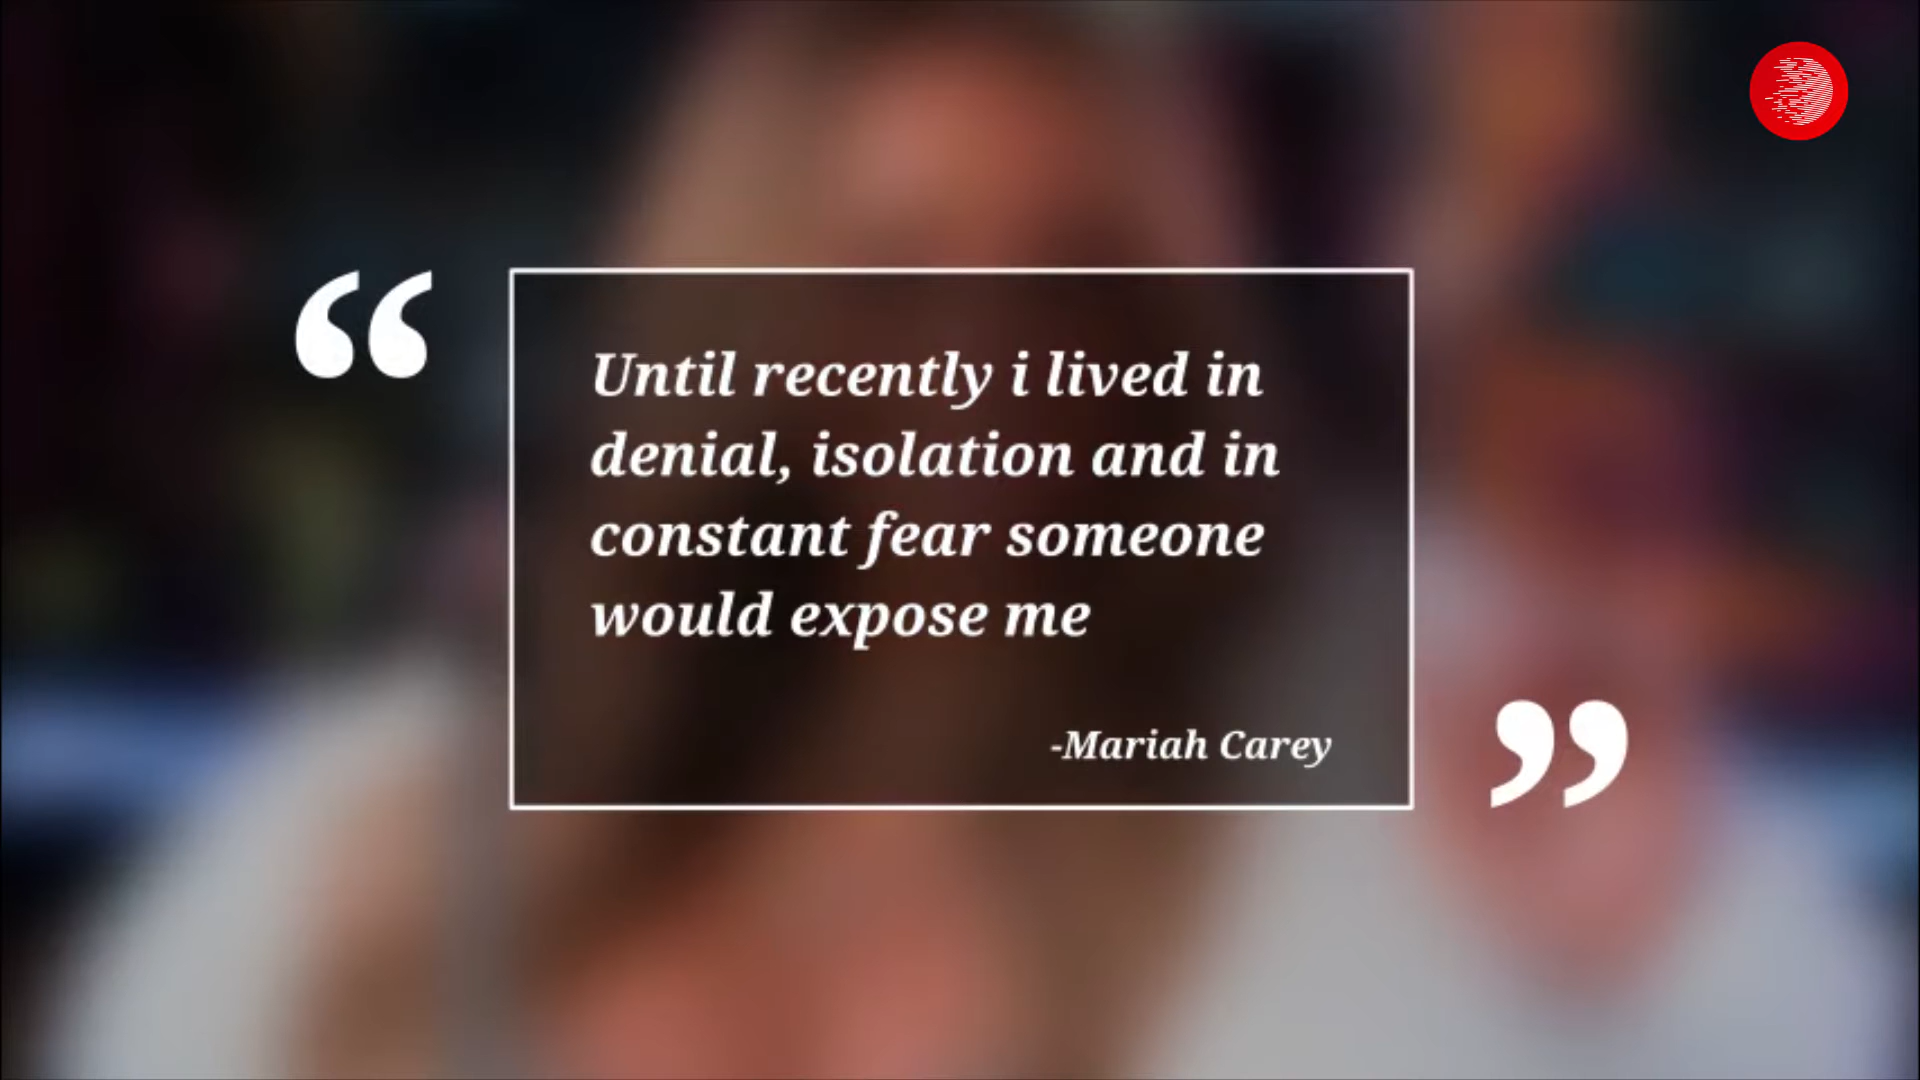 “
Until recently i lived in
denial, isolation and in
constant fear someone
would expose me
-Mariah Carey
”